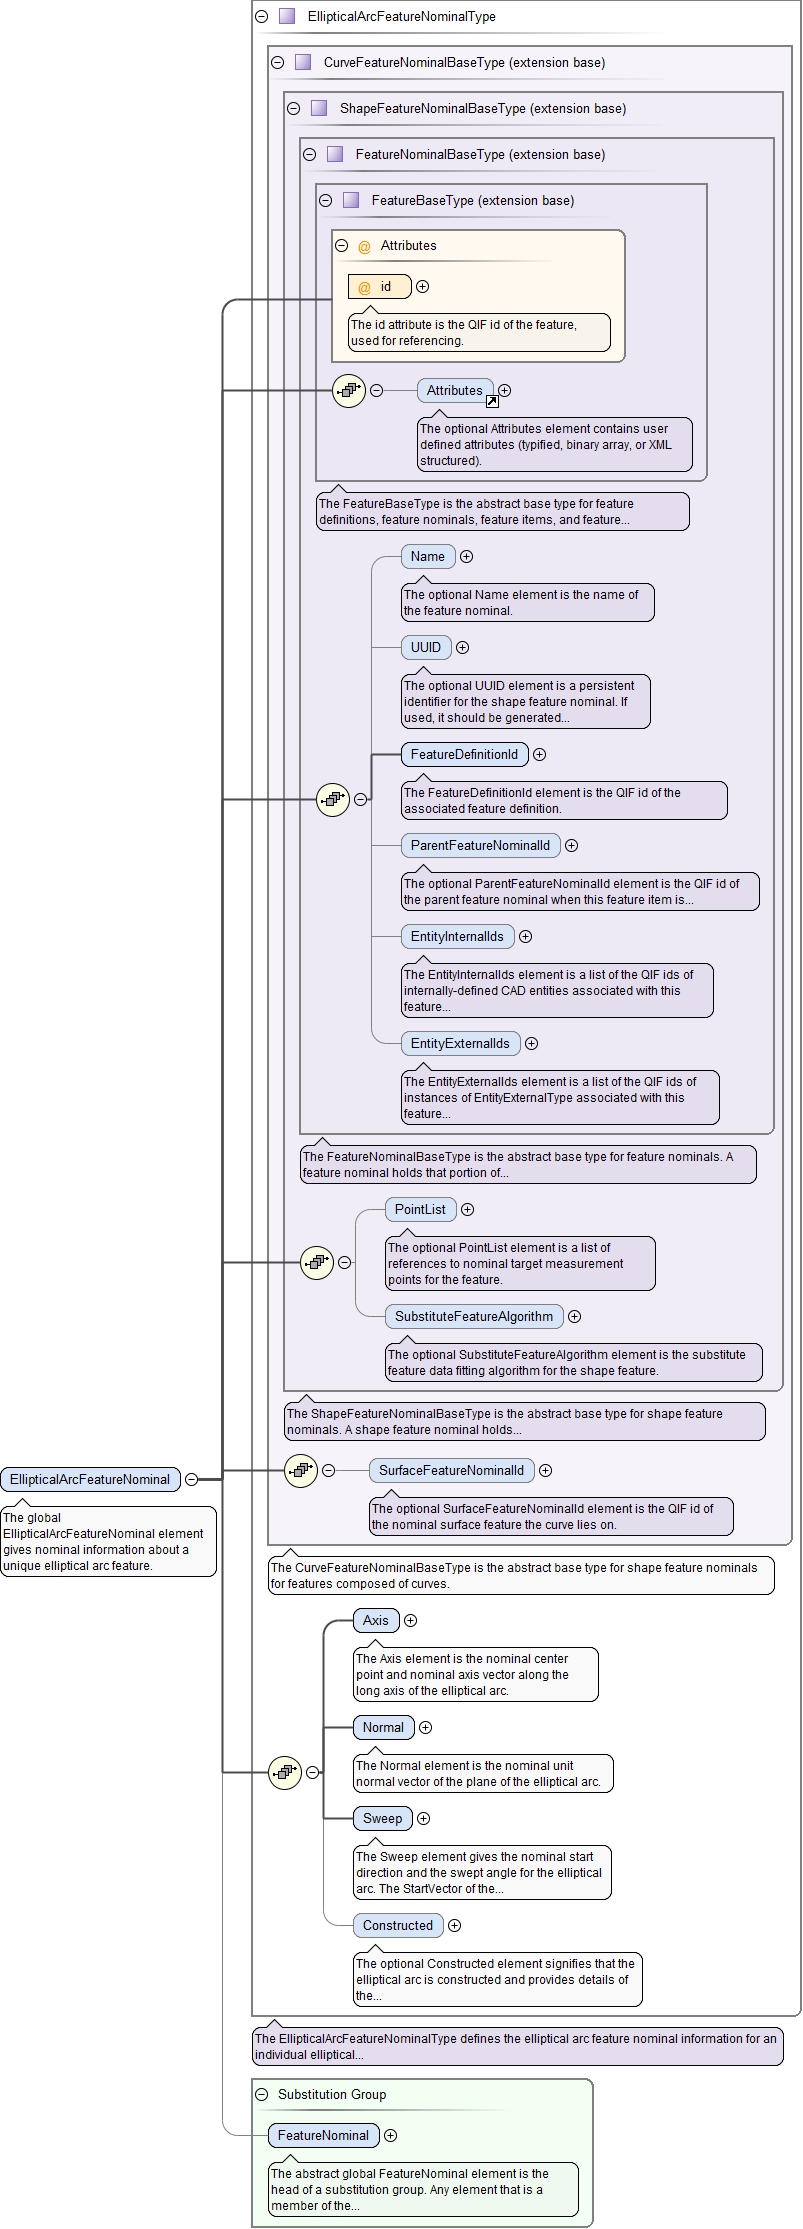 EllipticalArcFeatureNominalType
CurveFeatureNominalBaseType (extension base)
ShapeFeatureNominalBaseType (extension base)
FeatureNominalBaseType (extension base)
FeatureBaseType (extension base)
@ Attributes
@ id
The id attribute is the QIF id of the feature,
used for referencing.
Attributes
The optional Attributes element contains user
defined attributes (typified, binary array, or XML
structured).
The FeatureBaseType is the abstract base type for feature
definitions, feature nominals, feature items, and feature...
Name
The optional Name element is the name of
the feature nominal.
UUID
The optional UUID element is a persistent
identifier for the shape feature nominal. If
used, it should be generated...
FeatureDefinitionId
The FeatureDefinitionId element is the QIF id of the
associated feature definition.
ParentFeatureNominalId
The optional ParentFeatureNominalId element is the QIF id of
the parent feature nominal when this feature item is...
EntityInternalIds
The EntityInternalIds element is a list of the QIF ids of
internally-defined CAD entities associated with this
feature...
EntityExternalIds
The EntityExternalIds element is a list of the QIF ids of
instances of EntityExternalType associated with this
feature...
The FeatureNominalBaseType is the abstract base type for feature nominals. A
feature nominal holds that portion of...
PointList
The optional PointList element is a list of
references to nominal target measurement
points for the feature.
SubstituteFeatureAlgorithm
The optional SubstituteFeatureAlgorithm element is the substitute
feature data fitting algorithm for the shape feature.
The ShapeFeatureNominalBaseType is the abstract base type for shape feature
nominals. A shape feature nominal holds...
SurfaceFeatureNominalId
The optional SurfaceFeatureNominalId element is the QIF id of
the nominal surface feature the curve lies on.
EllipticalArcFeatureNominal
The global
EllipticalArcFeatureNominal element
gives nominal information about a
unique elliptical arc feature.
The CurveFeatureNominalBaseType is the abstract base type for shape feature nominals
for features composed of curves.
Axis
The Axis element is the nominal center
point and nominal axis vector along the
long axis of the elliptical arc.
Normal
The Normal element is the nominal unit
normal vector of the plane of the elliptical arc.
Sweep
The Sweep element gives the nominal start
direction and the swept angle for the elliptical
arc. The StartVector of the...
Constructed
The optional Constructed element signifies that the
elliptical arc is constructed and provides details of
the...
The EllipticalArcFeatureNominalType defines the elliptical arc feature nominal information for an
individual elliptical...
Substitution Group
FeatureNominal
The abstract global FeatureNominal element is the
head of a substitution group. Any element that is a
member of the...